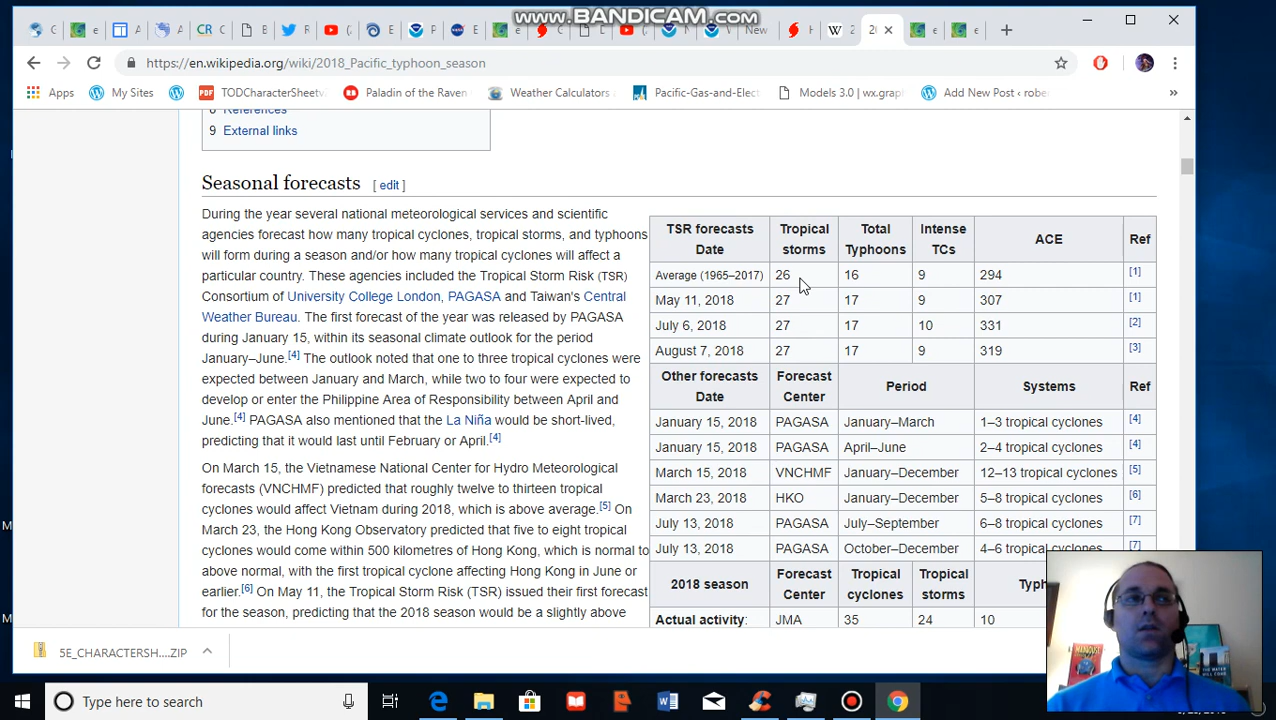 www.BANDICAM.com
https://en.wikipedia.org/wiki/2018_Pacific_typhoon_season
Apps My Sites TODCharacterSheetv Paladin of the Raven Weather Calculators Pacific-Gas-and-Elect Models 3.0 | wx.graph Add New Post ‹ robe »
References
9 External links
Seasonal forecasts [ edit ]
During the year several national meteorological services and scientific
agencies forecast how many tropical cyclones, tropical storms, and typhoons
will form during a season and/or how many tropical cyclones will affect a
particular country. These agencies included the Tropical Storm Risk (TSR)
Consortium of University College London, PAGASA and Taiwan's Central
Weather Bureau. The first forecast of the year was released by PAGASA
during January 15, within its seasonal climate outlook for the period
January–June.[4] The outlook noted that one to three tropical cyclones were
expected between January and March, while two to four were expected to
develop or enter the Philippine Area of Responsibility between April and
June.[4] PAGASA also mentioned that the La Niña would be short-lived,
predicting that it would last until February or April.[4]
On March 15, the Vietnamese National Center for Hydro Meteorological
forecasts (VNCHMF) predicted that roughly twelve to thirteen tropical
cyclones would affect Vietnam during 2018, which is above average.[5] On
March 23, the Hong Kong Observatory predicted that five to eight tropical
cyclones would come within 500 kilometres of Hong Kong, which is normal to
above normal, with the first tropical cyclone affecting Hong Kong in June or
earlier.[6] On May 11, the Tropical Storm Risk (TSR) issued their first forecast
for the season, predicting that the 2018 season would be a slightly above
TSR forecasts Date Tropical storms Total Typhoons Intense TCs ACE Ref
Average (1965–2017) 26 16 9 294 [1]
May 11, 2018 27 17 9 307 [1]
July 6, 2018 27 17 10 331 [2]
August 7, 2018 27 17 9 319 [3]
Other forecasts Date Forecast Center Period Systems Ref
January 15, 2018 PAGASA January–March 1–3 tropical cyclones [4]
January 15, 2018 PAGASA April–June 2–4 tropical cyclones [4]
March 15, 2018 VNCHMF January–December 12–13 tropical cyclones [5]
March 23, 2018 HKO January–December 5–8 tropical cyclones [6]
July 13, 2018 PAGASA July–September 6–8 tropical cyclones [7]
July 13, 2018 PAGASA October–December 4–6 tropical cyclones [7]
2018 season Forecast Center Tropical cyclones Tropical storms
Actual activity: JMA 35 24 10
5E_CHARACTERSH....ZIP
Type here to search